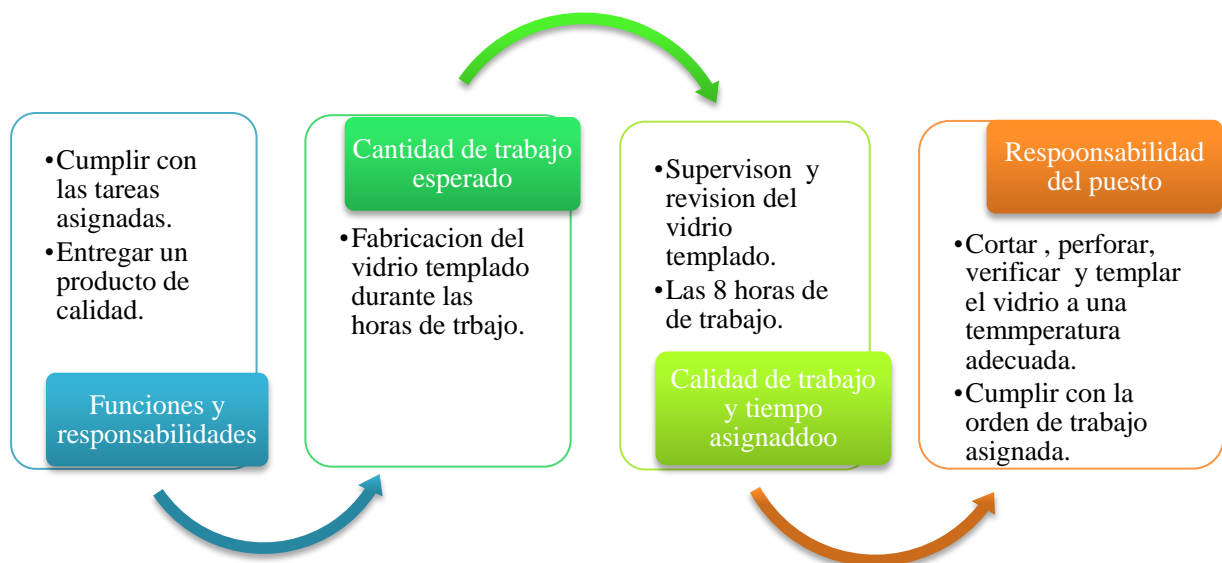 •Cumplir con
las tareas
asignadas.
•Entregar un
producto de
calidad.
Funciones y
responsabilidades
Cantidad de trabajo
esperado
•Fabricacion del
vidrio templado
durante las
horas de trbajo.
•Supervison y
revision del
vidrio
templado.
•Las 8 horas de
de trabajo.
Calidad de trabajo
y tiempo
asignaddoo
Respoonsabilidad
del puesto
•Cortar , perforar,
verificar y templar
el vidrio a una
temmperatura
adecuada.
•Cumplir con la
orden de trabajo
asignada.